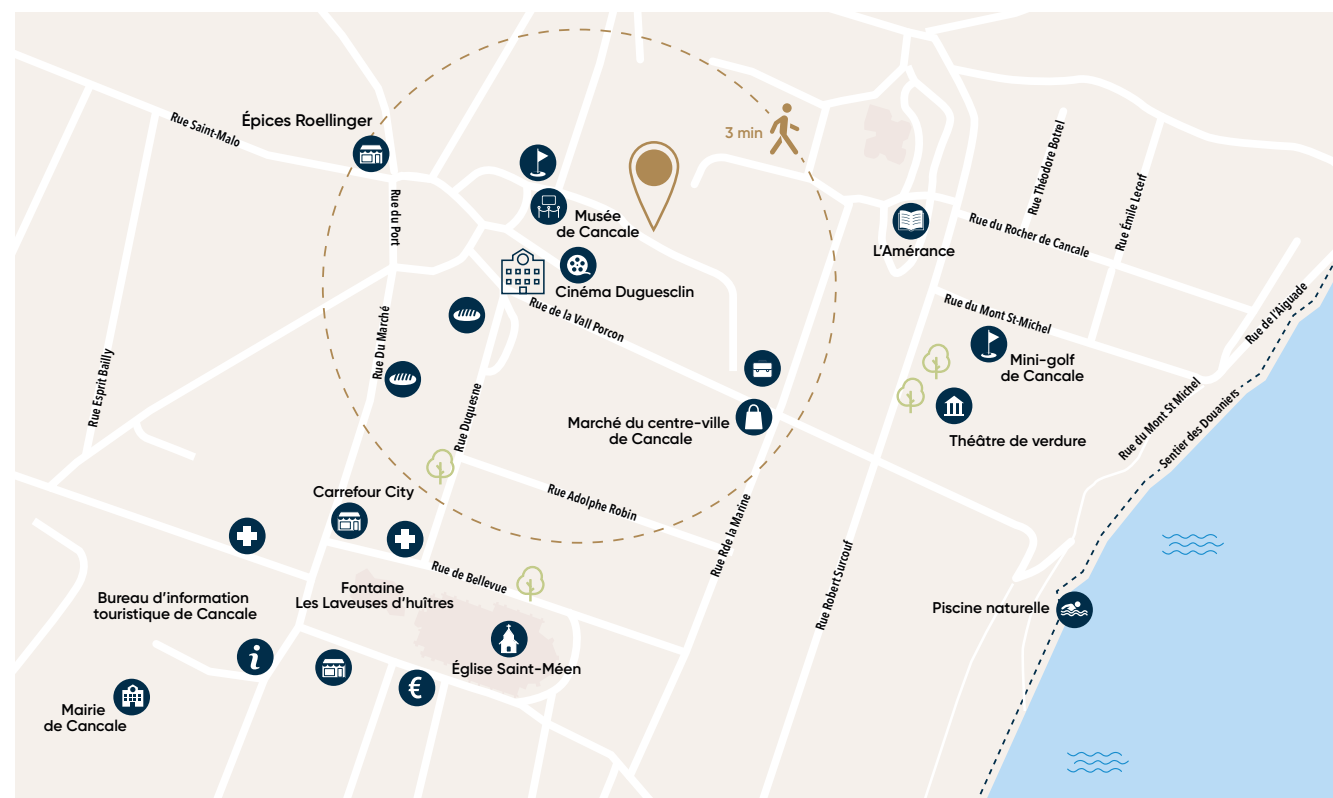 Épices Roellinger
Rue Saint-Malo
3 min
Rue Théodore Botrel
Rue Émile Lecerf
Rue du Port
Musée
de Cancale
Rue du Rocher de Cancale
L'Amérance
Cinéma Duguesclin
Rue de la Vall Porcon
Rue du Mont St-Michel
Rue de l'Aiguade
Rue Du Marché
Rue Esprit Bailly
Mini-golf
de Cancale
Rue Duquesne
Marché du centre-ville
de Cancale
Théâtre de verdure
Rue du Mont-St-Michel
Sentier des Douaniers
Carrefour City
Rue Adolphe Robin
Rue Rde la Marine
Rue Robert Surcouf
Rue de Bellevue
Fontaine
Les Laveuses d'huîtres
Bureau d'information
touristique de Cancale
Piscine naturelle
i
€
Église Saint-Méen
Mairie
de Cancale